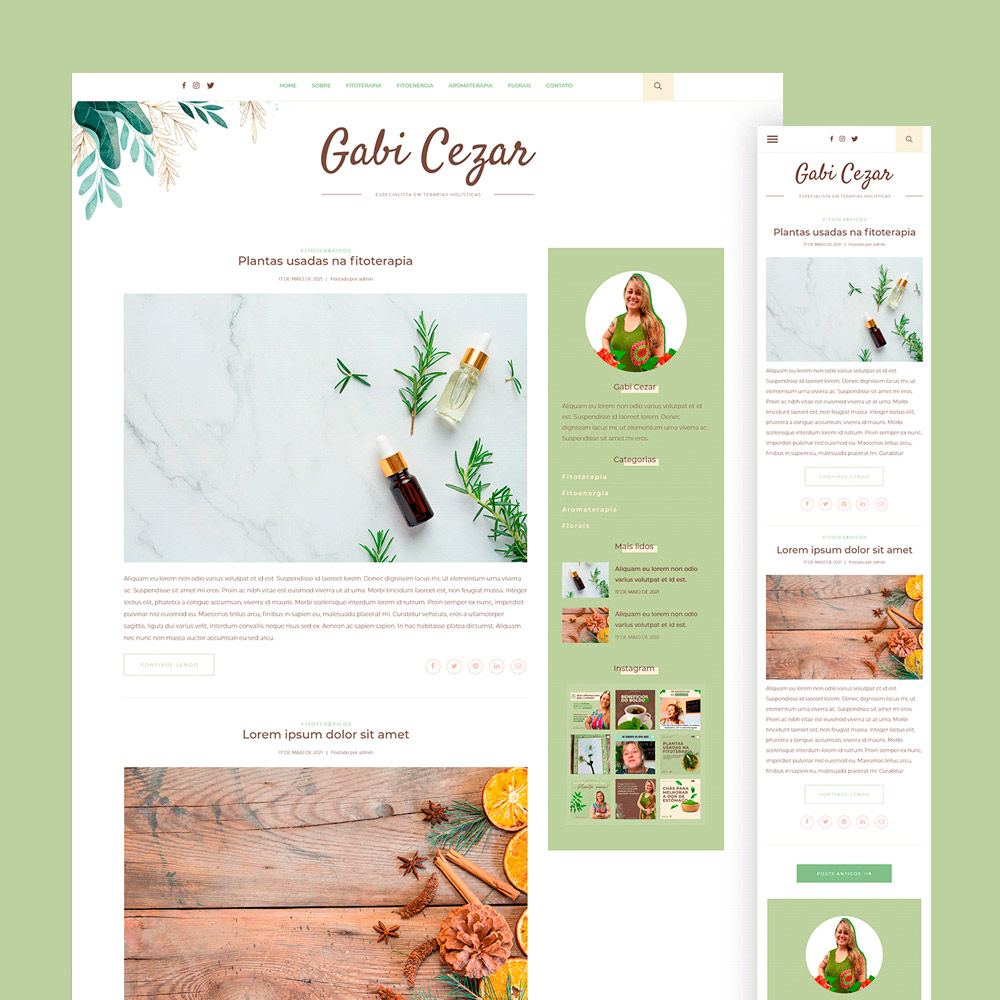 HOME SOBRE FITOTERAPIA FITOENERGIA AROMATERAPIA FLORAIS CONTATO
Gabi Cezar
ESPECIALISTA EM TERAPIAS HOLÍSTICAS
FITOTERÁPICOS
Plantas usadas na fitoterapia
17 DE MAIO DE 2021 | Postado por admin
Aliquam eu lorem non odio varius volutpat et id est. Suspendisse id laoreet lorem. Donec dignissim lacus mi, ut elementum urna viverra
ac. Proin ac nibh vitae est euismod viverra ut at urna. Morbi tincidunt laoreet est, non feugiat massa. Integer
lectus elit, pharetra a congue accumsan, viverra id mauris. Morbi scelerisque interdum lorem id rutrum. Proin semper ex nunc, imperdiet
pulvinar nisl euismod eu. Maecenas tellus arcu, finibus in sapien eu, malesuada placerat mi. Curabitur vehicula, eros a ullamcorper
sagittis, ligula dui varius velit, interdum convallis neque risus sed ex. Aenean ac sapien sapien. In hac habitasse platea dictumst. Aliquam
nec nunc non massa auctor accumsan eu sed arcu.
CONTINUE LENDO
FITOTERÁPICOS
Lorem ipsum dolor sit amet
17 DE MAIO DE 2021 | Postado por admin
Gabi Cezar
Aliquam eu lorem non odio varius volutpat et id
est. Suspendisse id laoreet lorem. Donec
dignissim lacus mi, ut elementum urna viverra ac.
Suspendisse sit amet mi eros.
Categorias
Fitoterapia
Fitoenergia
Aromaterapia
Florais
Mais lidos
Aliquam eu lorem non odio
varius volutpat et id est.
17 DE MAIO DE 2021
Aliquam eu lorem non odio
varius volutpat et id est.
17 DE MAIO DE 2021
Instagram
BENEFÍCIOS
DO BOLDO
PLANTAS
USADAS NA
FITOTERAPIA
CHÁS PARA
MELHORAR
A DOR DE
ESTÔMAGO
Gabi Cezar
ESPECIALISTA EM TERAPIAS HOLÍSTICAS
FITOTERÁPICOS
Plantas usadas na fitoterapia
17 DE MAIO DE 2021 | Postado por admin
Aliquam eu lorem non odio varius volutpat et id est.
Suspendisse id laoreet lorem. Donec dignissim lacus mi, ut
elementum urna viverra ac. Suspendisse sit amet mi eros.
Proin ac nibh vitae est euismod viverra ut at urna. Morbi
tincidunt laoreet est, non feugiat massa. Integer lectus elit,
pharetra a congue accumsan, viverra id mauris. Morbi
scelerisque interdum lorem id rutrum. Proin semper ex nunc,
imperdiet pulvinar nisl euismod eu. Maecenas tellus arcu,
finibus in sapien eu, malesuada placerat mi. Curabitur
CONTINUE LENDO
FITOTERÁPICOS
Lorem ipsum dolor sit amet
17 DE MAIO DE 2021 | Postado por admin
Aliquam eu lorem non odio varius volutpat et id est.
Suspendisse id laoreet lorem. Donec dignissim lacus mi, ut
elementum urna viverra ac. Suspendisse sit amet mi eros.
Proin ac nibh vitae est euismod viverra ut at urna. Morbi
tincidunt laoreet est, non feugiat massa. Integer lectus elit,
pharetra a congue accumsan, viverra id mauris. Morbi
scelerisque interdum lorem id rutrum. Proin semper ex nunc,
imperdiet pulvinar nisl euismod eu. Maecenas tellus arcu,
finibus in sapien eu, malesuada placerat mi. Curabitur
CONTINUE LENDO
POSTS ANTIGOS